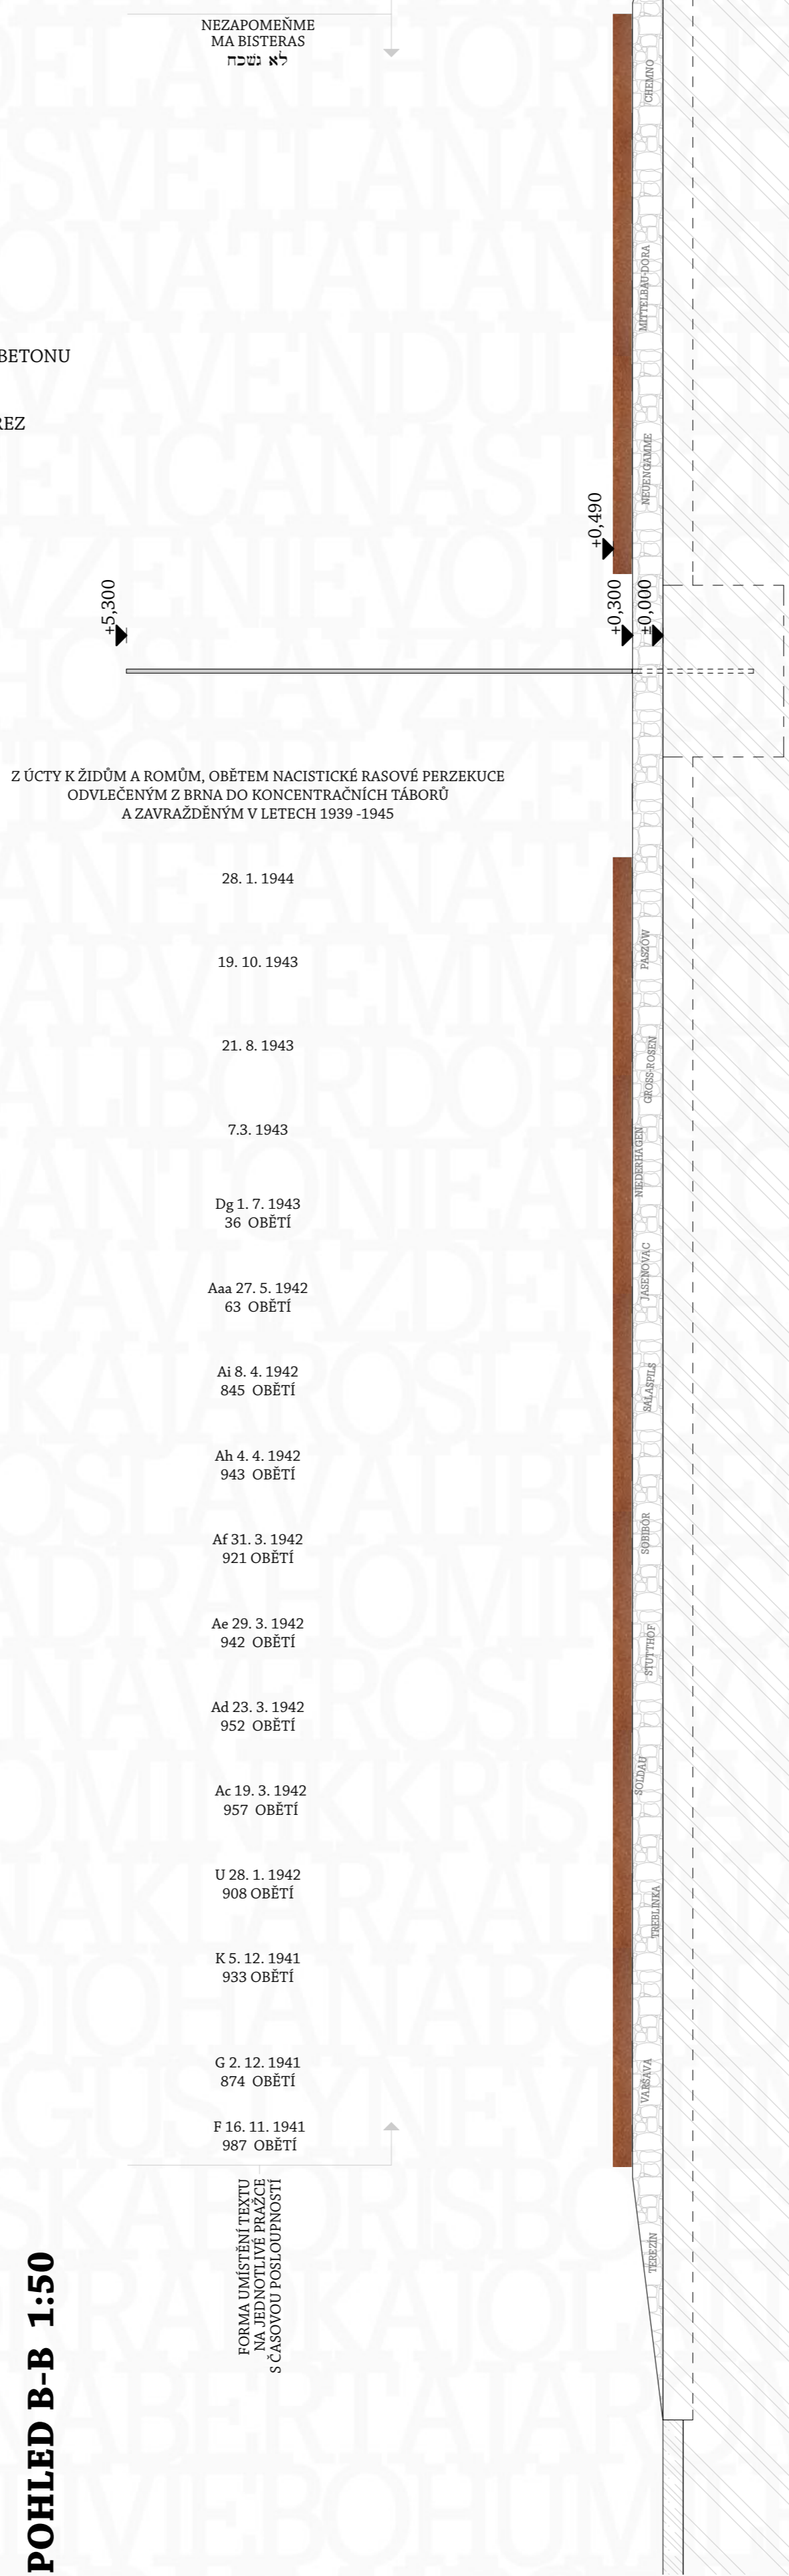 NEZAPOMEŇME
MA BISTERAS
לא נשכח
BETONU
+0,490
+5,300
+0,300
±0,000
Z ÚCTY K ŽIDŮM A ROMŮM, OBĚTEM NACISTICKÉ RASOVÉ PERZEKUCE
ODVLEČENÝM Z BRNA DO KONCENTRAČNÍCH TÁBORŮ
A ZAVRAŽDĚNÝM V LETECH 1939 -1945
28. 1. 1944
19. 10. 1943
21. 8. 1943
7.3. 1943
Dg 1. 7. 1943
36 OBĚTÍ
Aaa 27. 5. 1942
63 OBĚTÍ
Ai 8. 4. 1942
845 OBĚTÍ
Ah 4. 4. 1942
943 OBĚTÍ
Af 31. 3. 1942
921 OBĚTÍ
Ae 29. 3. 1942
942 OBĚTÍ
Ad 23. 3. 1942
952 OBĚTÍ
Ac 19. 3. 1942
957 OBĚTÍ
U 28. 1. 1942
908 OBĚTÍ
K 5. 12. 1941
933 OBĚTÍ
G 2. 12. 1941
874 OBĚTÍ
F 16. 11. 1941
987 OBĚTÍ
FORMA UMÍSTĚNÍ TEXTU
NA JEDNOTLIVÉ PRAŽCE
S ČASOVOU POSLOUPNOSTÍ
CHEMNO
MITTELBAU-DORA
NEUENGAMME
PASZÓW
GROSS-ROSEN
NIEDERHAGEN
JASENOVAC
SALASPILS
SOBIBÓR
STUTTHOF
SOLDAU
TREBLINKA
VARŠAVA
TEREZÍN
POHLED B-B 1:50